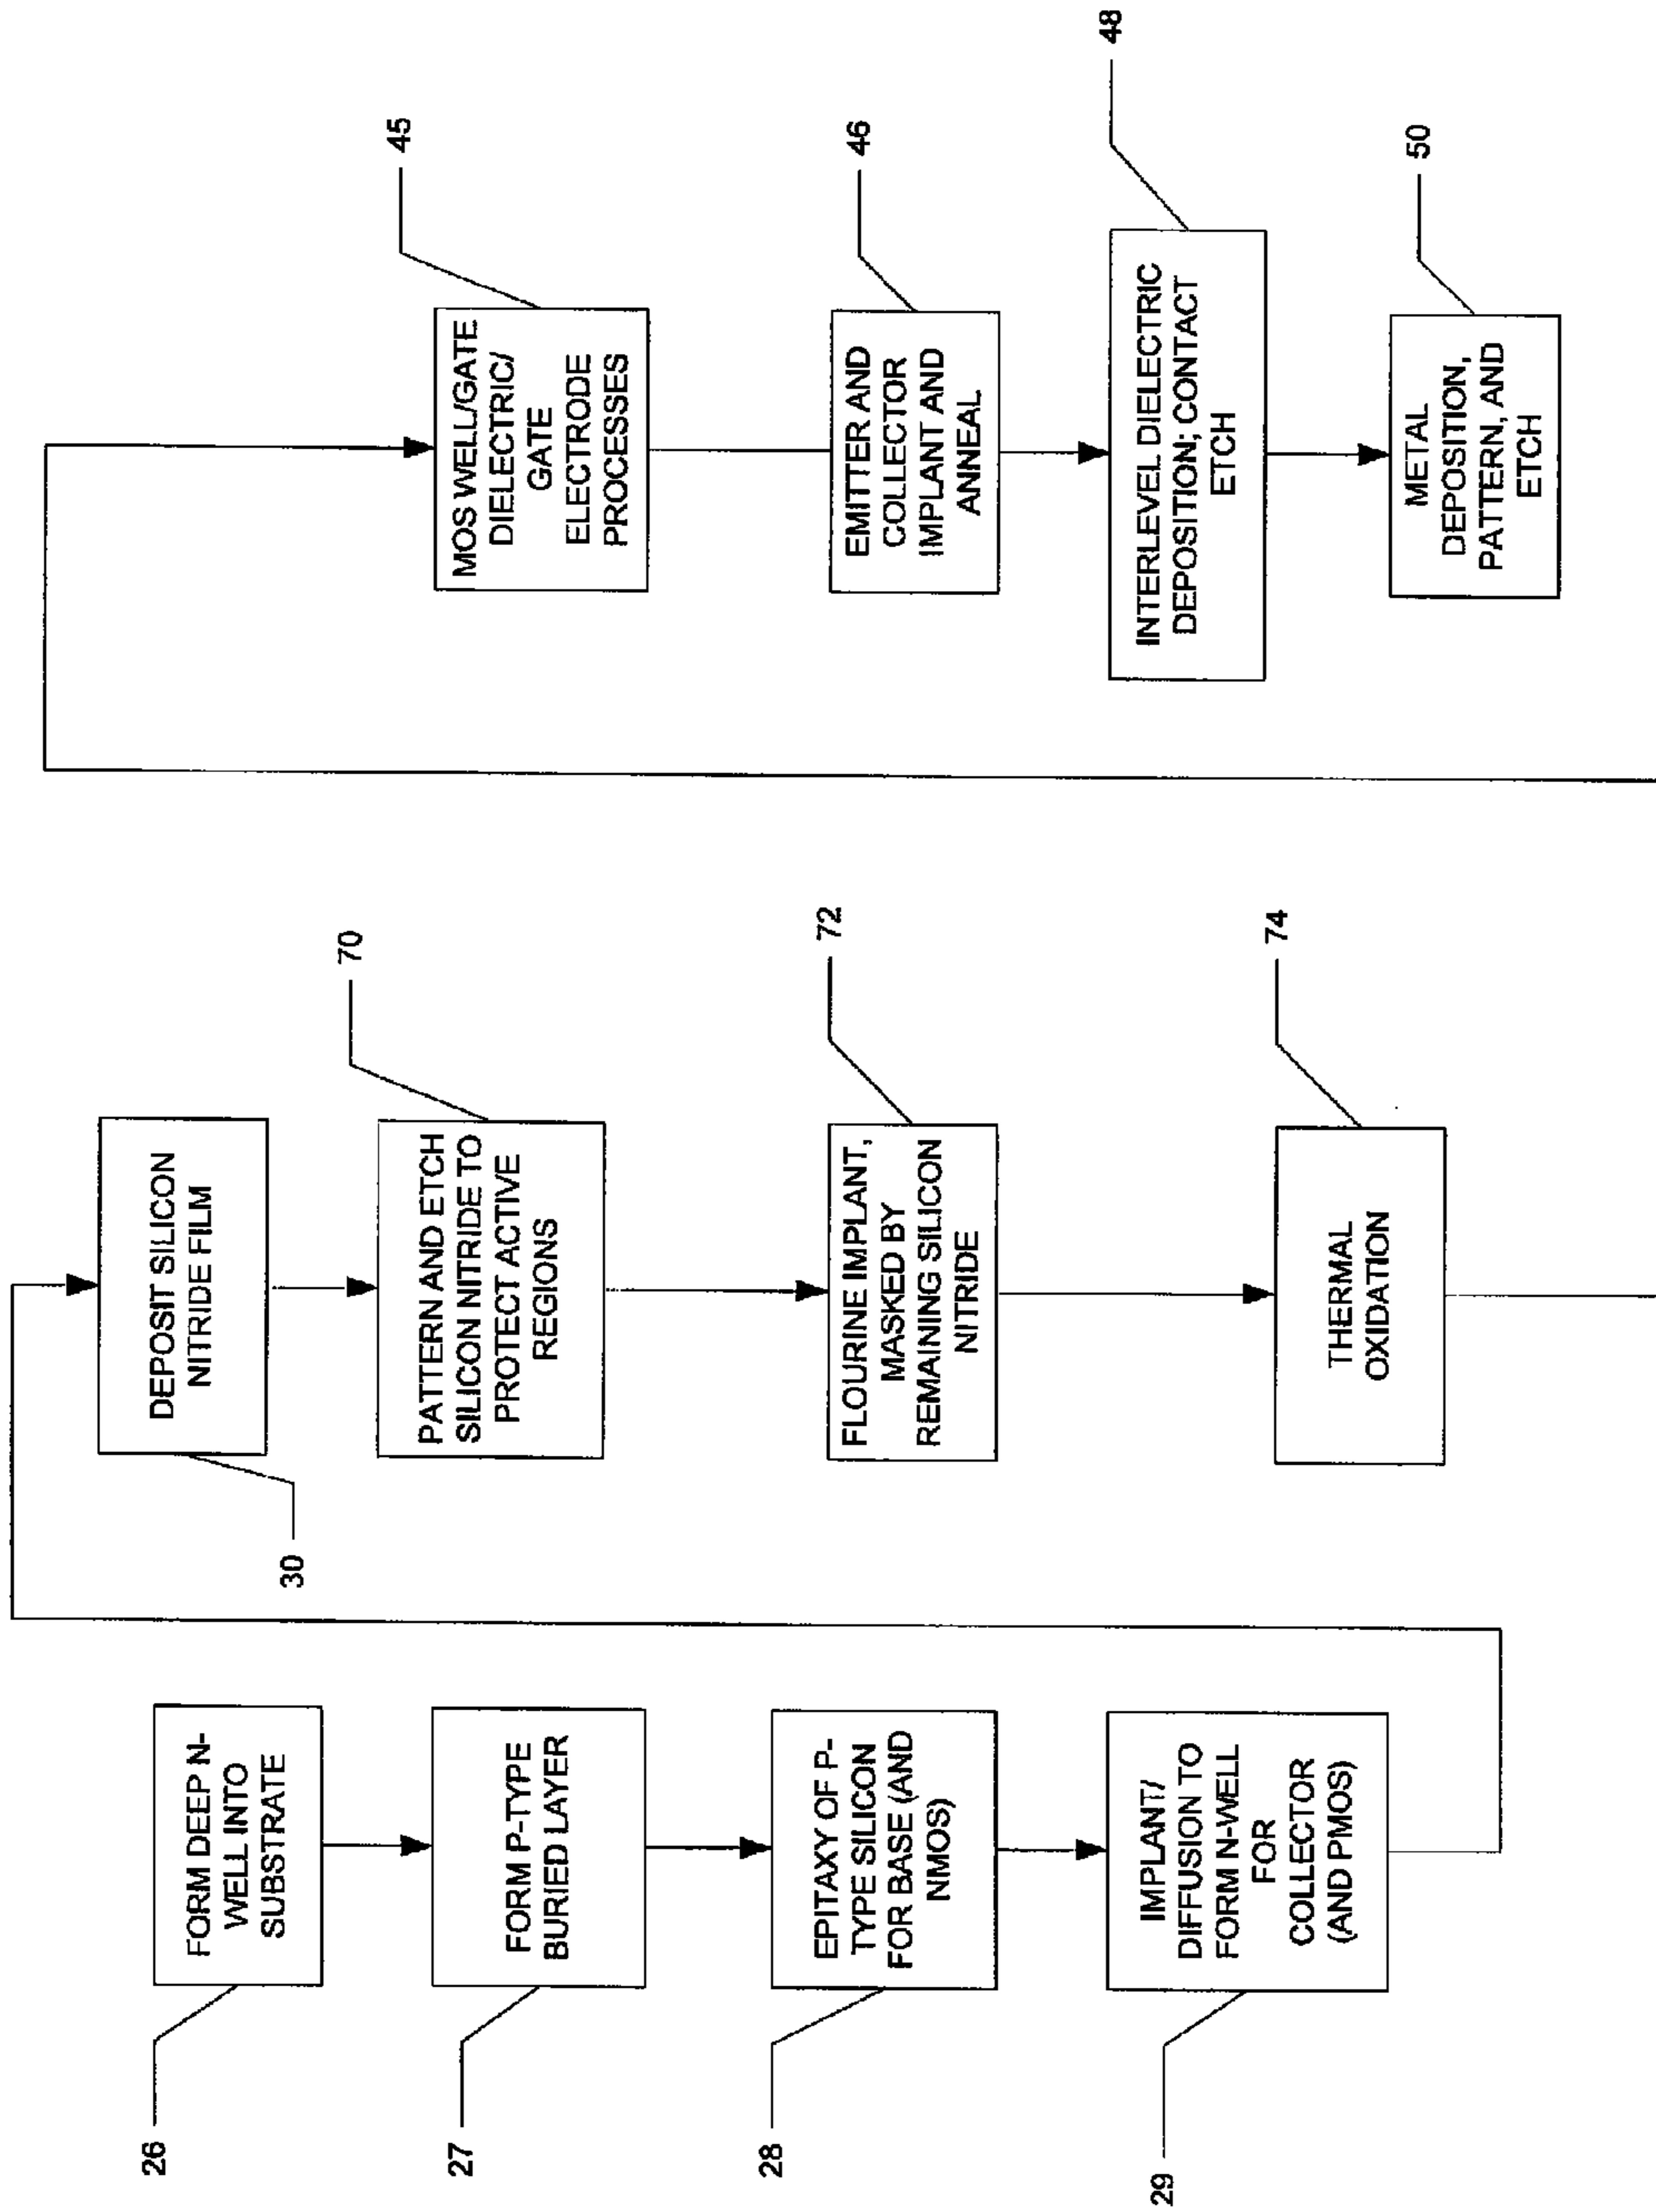 26
FORM DEEP N-
WELL INTO
SUBSTRATE
27
FORM P-TYPE
BURIED LAYER
28
EPITAXY OF P-
TYPE SILICON
FOR BASE (AND
NMOS)
29
IMPLANT/
DIFFUSION TO
FORM N-WELL
FOR
COLLECTOR
(AND PMOS)
30
DEPOSIT SILICON
NITRIDE FILM
70
PATTERN AND ETCH
SILICON NITRIDE TO
PROTECT ACTIVE
REGIONS
72
FLOURINE IMPLANT,
MASKED BY
REMAINING SILICON
NITRIDE
74
THERMAL
OXIDATION
45
MOS WELL/GATE
DIELECTRIC/
GATE
ELECTRODE
PROCESSES
46
EMITTER AND
COLLECTOR
IMPLANT AND
ANNEAL
48
INTERLEVEL DIELECTRIC
DEPOSITION; CONTACT
ETCH
50
METAL
DEPOSITION,
PATTERN, AND
ETCH